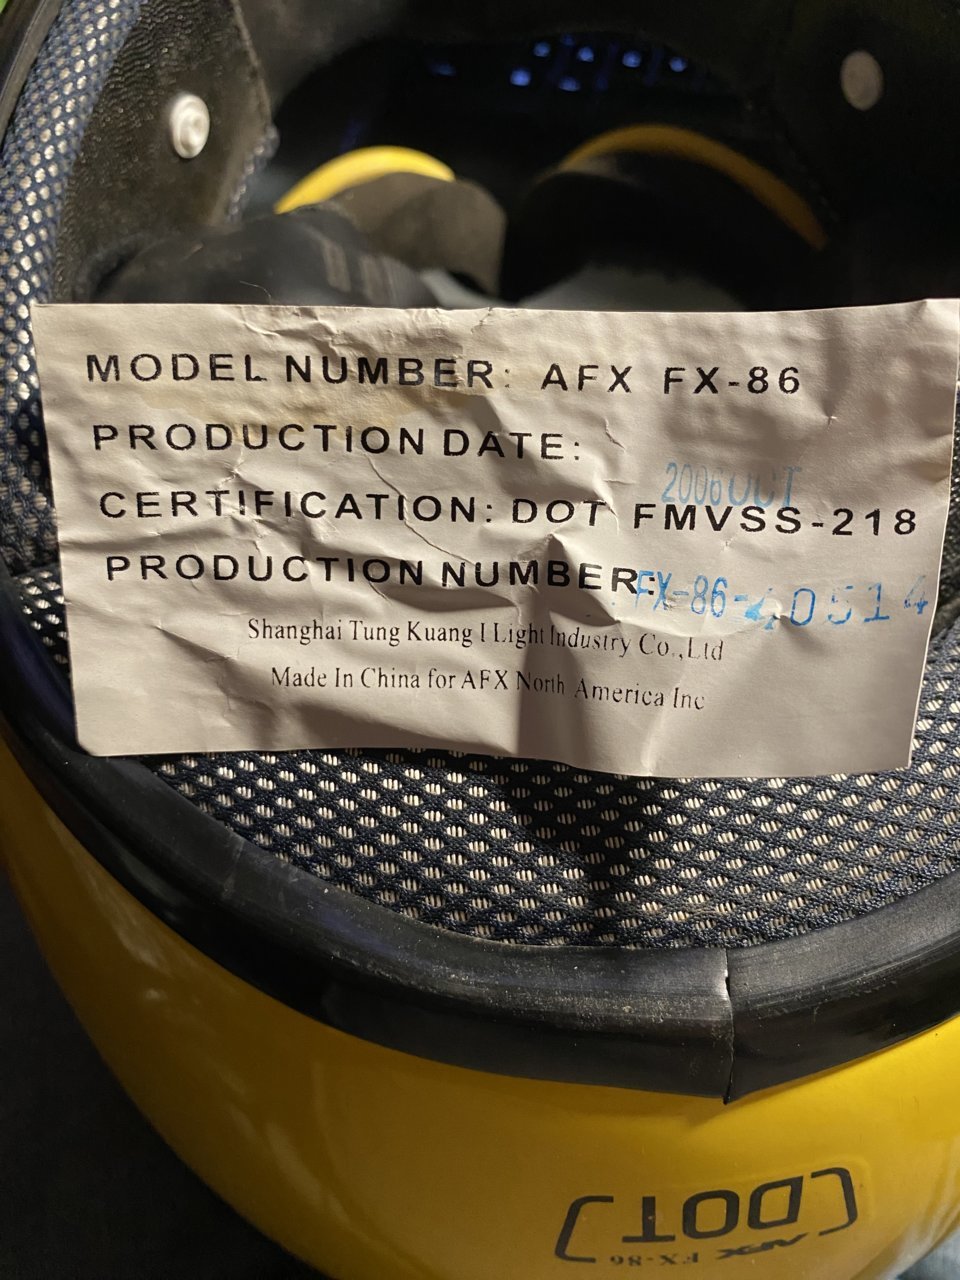 MODEL NUMBER: AFX FX-86
PRODUCTION DATE:
2006 OCT
CERTIFICATION: DOT FMVSS-218
PRODUCTION NUMBER: FX-86-40514
Shanghai Tung Kuang I Light Industry Co.,Ltd
Made In China for AFX North America Inc
DOT
AFX FX-86